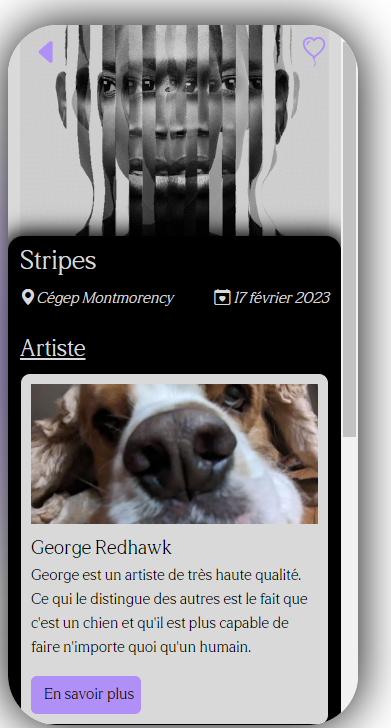 Stripes
Cégep Montmorency 17 février 2023
Artiste
George Redhawk
George est un artiste de très haute qualité.
Ce qui le distingue des autres est le fait que
c'est un chien et qu'il est plus capable de
faire n'importe quoi qu'un humain.
En savoir plus